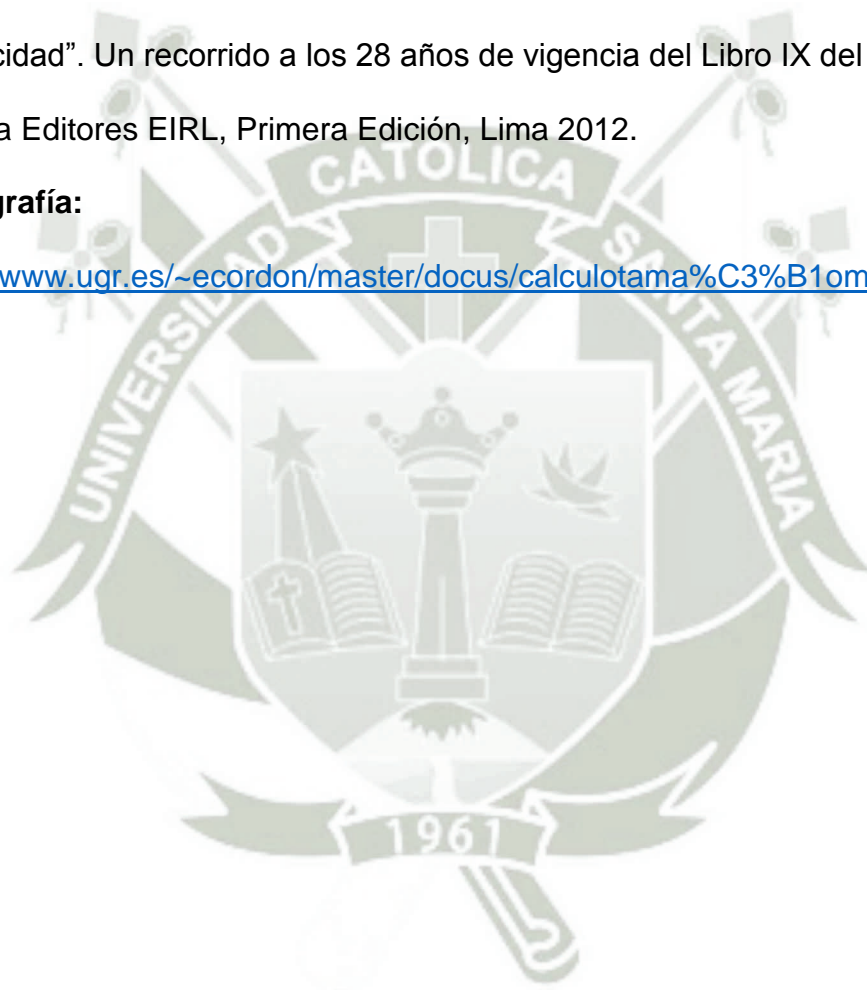 cidad”. Un recorrido a los 28 años de vigencia del Libro IX del
a Editores EIRL, Primera Edición, Lima 2012.
grafía:
www.ugr.es/~ecordon/master/docus/calculotama%C3%B1om
UNIVERSIDAD CATOLICA SANTA MARIA
1961